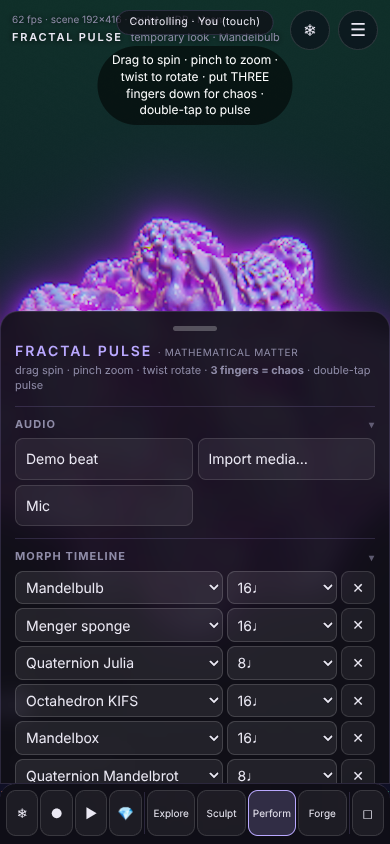 62 fps · scene 192×416
Controlling · You (touch)
FRACTAL PULSE temporary look · Mandelbulb
Drag to spin · pinch to zoom ·
twist to rotate · put THREE
fingers down for chaos ·
double-tap to pulse
FRACTAL PULSE · MATHEMATICAL MATTER
drag spin · pinch zoom · twist rotate · 3 fingers = chaos · double-tap
pulse
AUDIO
Demo beat Import media...
Mic
MORPH TIMELINE
Mandelbulb 16♩ ✕
Menger sponge 16♩ ✕
Quaternion Julia 8♩ ✕
Octahedron KIFS 16♩ ✕
Mandelbox 16♩ ✕
Quaternion Mandelbrot 8♩ ✕
Explore Sculpt Perform Forge